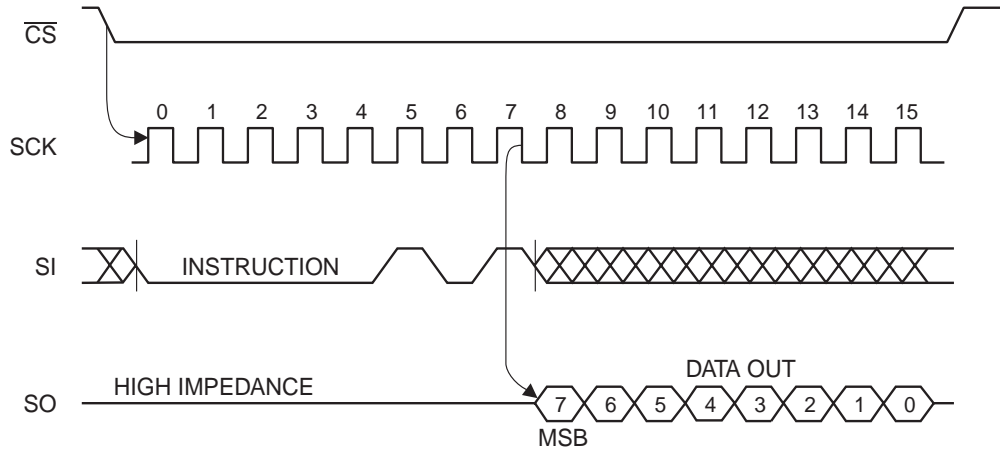 CS
0 1 2 3 4 5 6 7 8 9 10 11 12 13 14 15
SCK
SI INSTRUCTION
DATA OUT
HIGH IMPEDANCE
SO 7 6 5 4 3 2 1 0
MSB